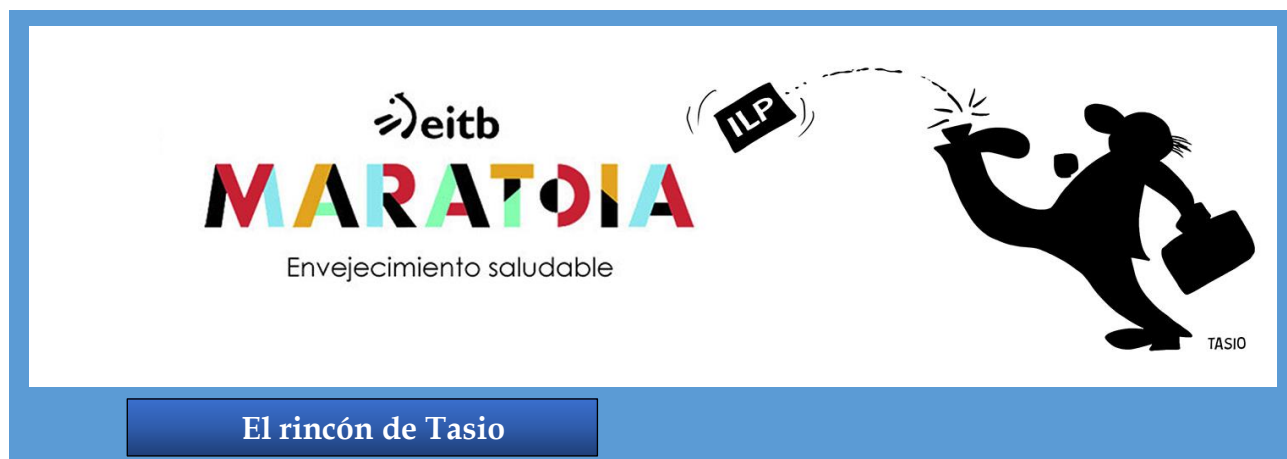 eitb
MARATOIA
Envejecimiento saludable
ILP
TASIO
El rincón de Tasio